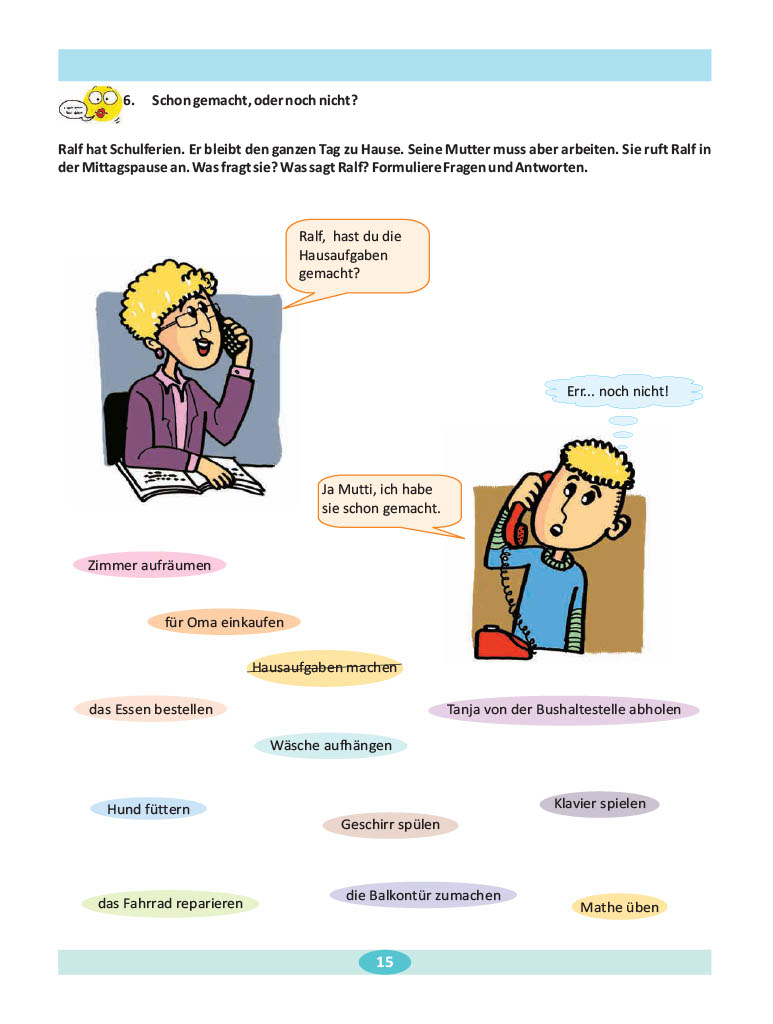 6. Schon gemacht, oder noch nicht?
Ralf hat Schulferien. Er bleibt den ganzen Tag zu Hause. Seine Mutter muss aber arbeiten. Sie ruft Ralf in
der Mittagspause an. Was fragt sie? Was sagt Ralf? Formuliere Fragen und Antworten.
Ralf, hast du die
Hausaufgaben
gemacht?
Err... noch nicht!
Ja Mutti, ich habe
sie schon gemacht.
Zimmer aufräumen
für Oma einkaufen
Hausaufgaben machen
das Essen bestellen
Tanja von der Bushaltestelle abholen
Wäsche aufhängen
Hund füttern
Klavier spielen
Geschirr spülen
das Fahrrad reparieren
die Balkontür zumachen
Mathe üben
15